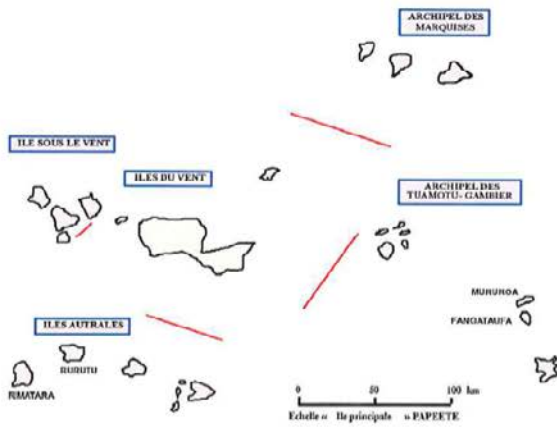 ARCHIPEL DES
MARQUISES
ILE SOUS LE VENT
ILES DU VENT
ARCHIPEL DES
TUAMOTU- GAMBIER
MURUROA
FANGATAUFA
ILES AUTRALES
RURUTU
RIMATARA
0 50 100 km
Echelle « Ile principale » PAPEETE